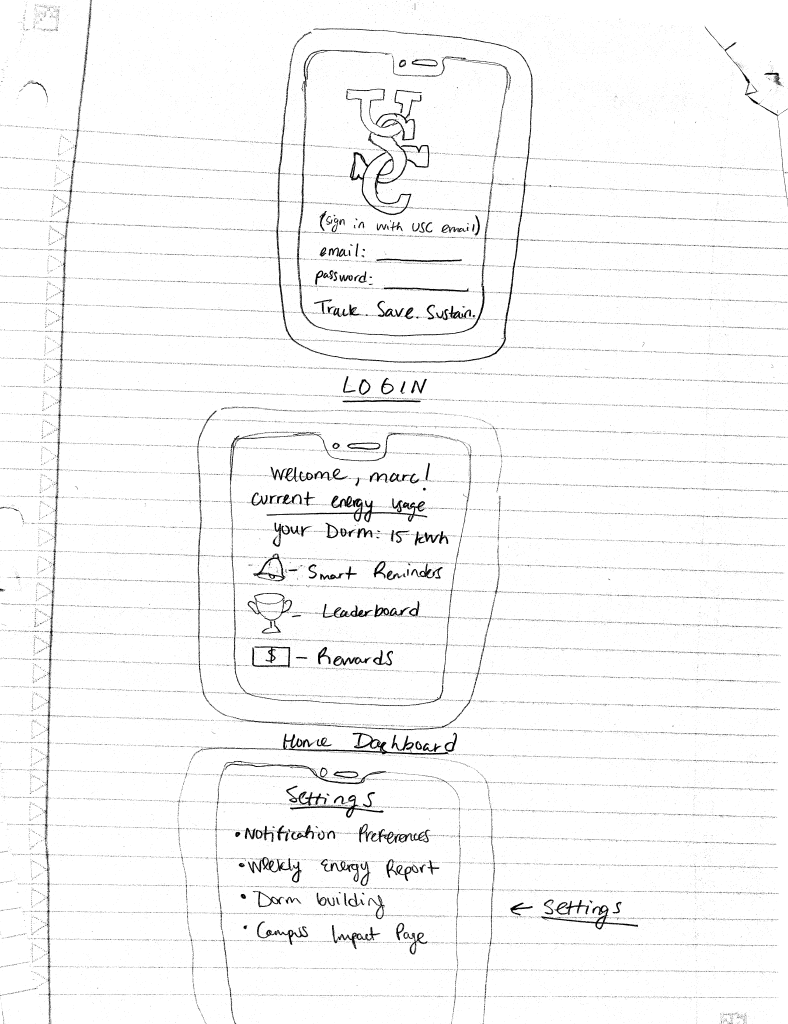 USC
(sign in with USC email)
email:
password:
Track. Save. Sustain.
LOGIN
Welcome, marc!
Current energy usage
your Dorm: 15 kWh
- Smart Reminders
- Leaderboard
$ - Rewards
Home Dashboard
Settings
• Notification Preferences
• Weekly Energy Report
• Dorm building
• Campus Impact Page
← Settings